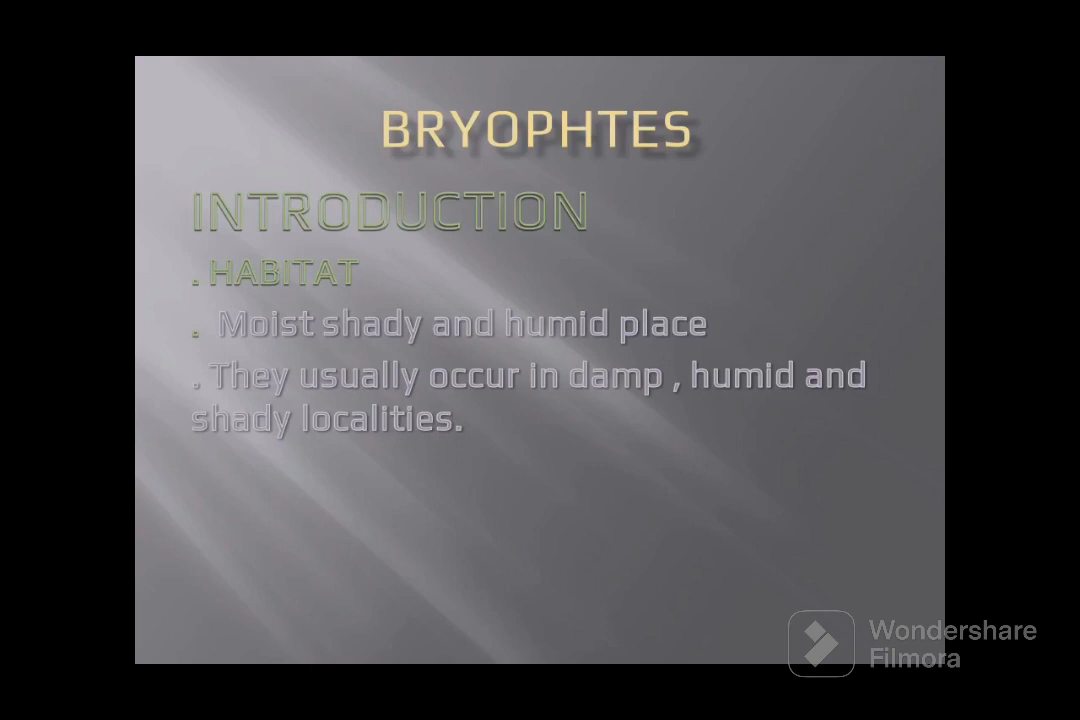 BRYOPHTES
INTRODUCTION
. HABITAT
. Moist shady and humid place
. They usually occur in damp , humid and
shady localities.
Wondershare
Filmora